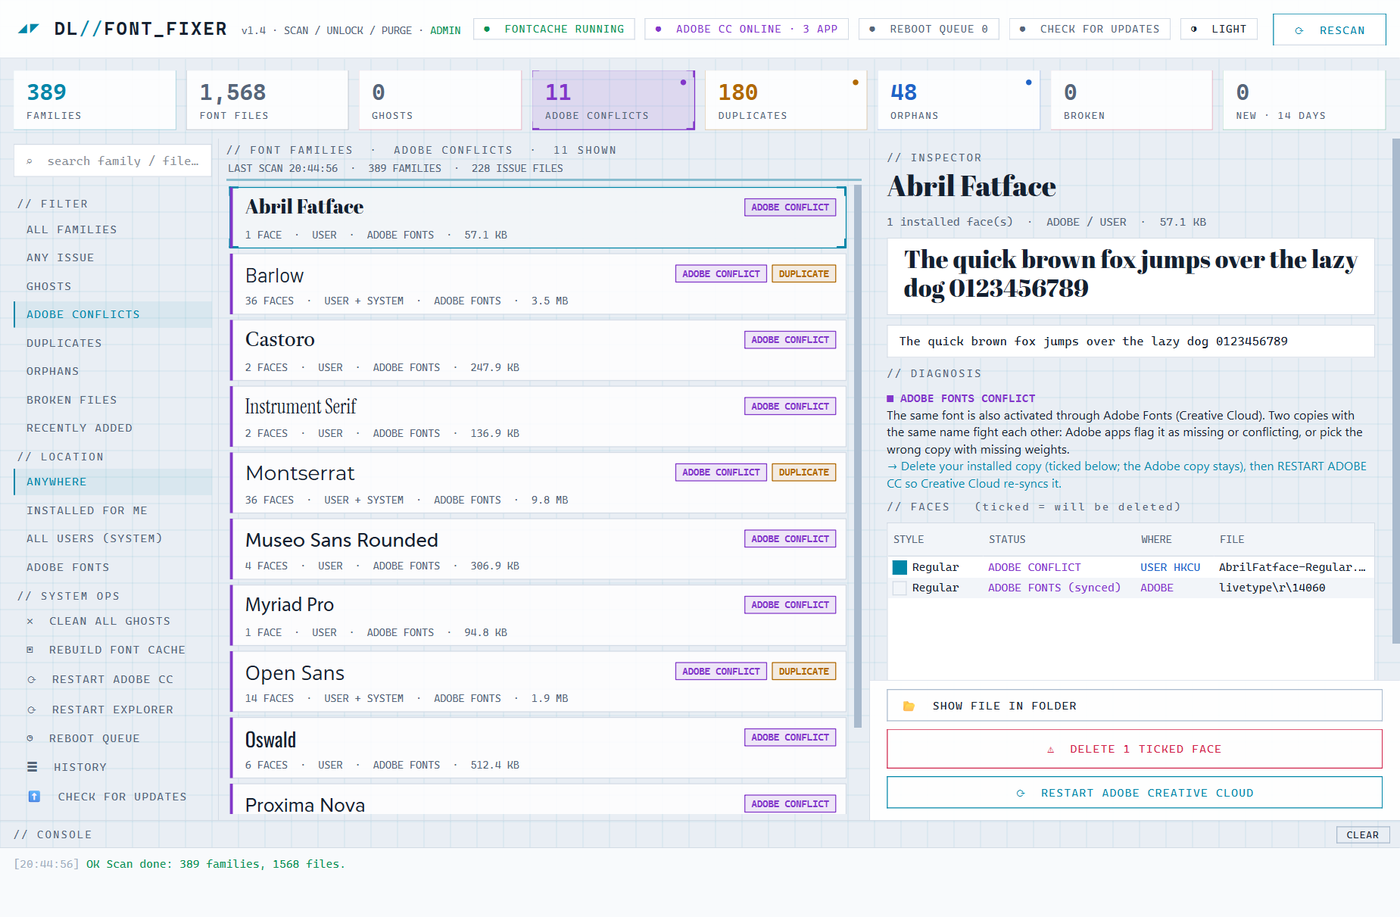 DL//FONT_FIXER v1.4 · SCAN / UNLOCK / PURGE · ADMIN
FONTCACHE RUNNING
ADOBE CC ONLINE · 3 APP
REBOOT QUEUE 0
CHECK FOR UPDATES
LIGHT
RESCAN
389
FAMILIES
1,568
FONT FILES
0
GHOSTS
11
ADOBE CONFLICTS
180
DUPLICATES
48
ORPHANS
0
BROKEN
0
NEW · 14 DAYS
search family / file…
// FILTER
ALL FAMILIES
ANY ISSUE
GHOSTS
ADOBE CONFLICTS
DUPLICATES
ORPHANS
BROKEN FILES
RECENTLY ADDED
// LOCATION
ANYWHERE
INSTALLED FOR ME
ALL USERS (SYSTEM)
ADOBE FONTS
// SYSTEM OPS
CLEAN ALL GHOSTS
REBUILD FONT CACHE
RESTART ADOBE CC
RESTART EXPLORER
REBOOT QUEUE
HISTORY
CHECK FOR UPDATES
// FONT FAMILIES · ADOBE CONFLICTS · 11 SHOWN
LAST SCAN 20:44:56 · 389 FAMILIES · 228 ISSUE FILES
Abril Fatface
ADOBE CONFLICT
1 FACE · USER · ADOBE FONTS · 57.1 KB
Barlow
ADOBE CONFLICT DUPLICATE
36 FACES · USER + SYSTEM · ADOBE FONTS · 3.5 MB
Castoro
ADOBE CONFLICT
2 FACES · USER · ADOBE FONTS · 247.9 KB
Instrument Serif
ADOBE CONFLICT
2 FACES · USER · ADOBE FONTS · 136.9 KB
Montserrat
ADOBE CONFLICT DUPLICATE
36 FACES · USER + SYSTEM · ADOBE FONTS · 9.8 MB
Museo Sans Rounded
ADOBE CONFLICT
4 FACES · USER · ADOBE FONTS · 306.9 KB
Myriad Pro
ADOBE CONFLICT
1 FACE · USER · ADOBE FONTS · 94.8 KB
Open Sans
ADOBE CONFLICT DUPLICATE
14 FACES · USER + SYSTEM · ADOBE FONTS · 1.9 MB
Oswald
ADOBE CONFLICT
6 FACES · USER · ADOBE FONTS · 512.4 KB
Proxima Nova
ADOBE CONFLICT
// INSPECTOR
Abril Fatface
1 installed face(s) · ADOBE / USER · 57.1 KB
The quick brown fox jumps over the lazy
dog 0123456789
The quick brown fox jumps over the lazy dog 0123456789
// DIAGNOSIS
■ ADOBE FONTS CONFLICT
The same font is also activated through Adobe Fonts (Creative Cloud). Two copies with
the same name fight each other: Adobe apps flag it as missing or conflicting, or pick the
wrong copy with missing weights.
→ Delete your installed copy (ticked below; the Adobe copy stays), then RESTART ADOBE
CC so Creative Cloud re-syncs it.
// FACES (ticked = will be deleted)
STYLE STATUS WHERE FILE
Regular ADOBE CONFLICT USER HKCU AbrilFatface-Regular.…
Regular ADOBE FONTS (synced) ADOBE livetype\r\14060
SHOW FILE IN FOLDER
DELETE 1 TICKED FACE
RESTART ADOBE CREATIVE CLOUD
// CONSOLE
CLEAR
[20:44:56] OK Scan done: 389 families, 1568 files.